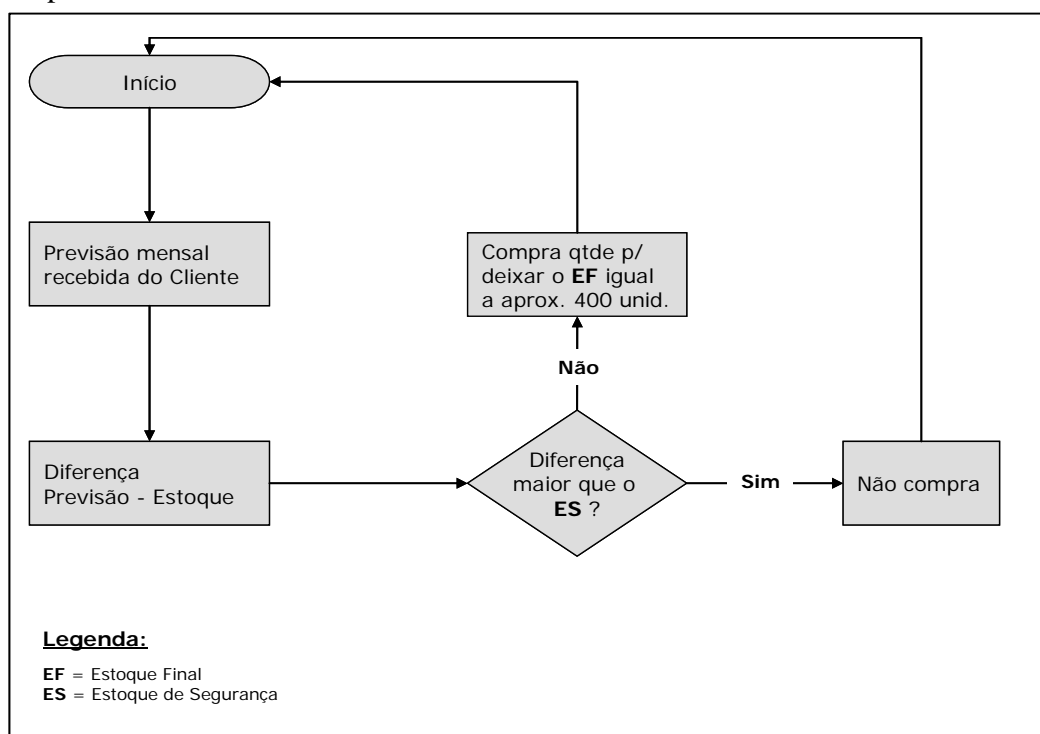 Início
Previsão mensal
recebida do Cliente
Compra qtde p/
deixar o EF igual
a aprox. 400 unid.
Não
Diferença
Previsão - Estoque
Diferença
maior que o
ES ?
Sim
Não compra
Legenda:
EF = Estoque Final
ES = Estoque de Segurança